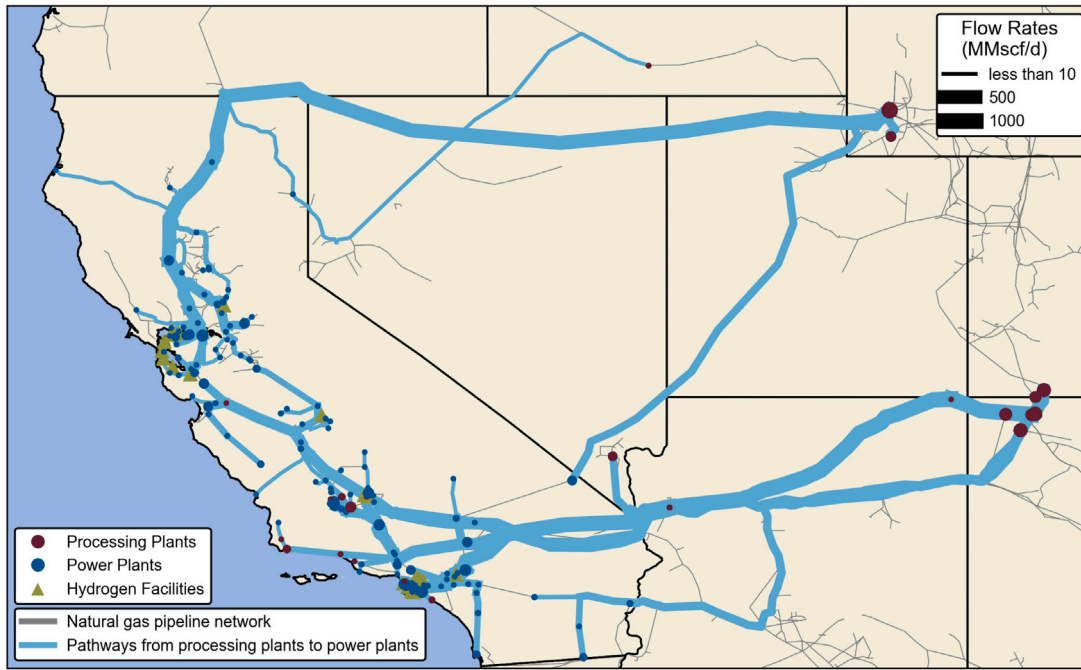 Flow Rates
(MMscf/d)
less than 10
500
1000
Processing Plants
Power Plants
Hydrogen Facilities
Natural gas pipeline network
Pathways from processing plants to power plants